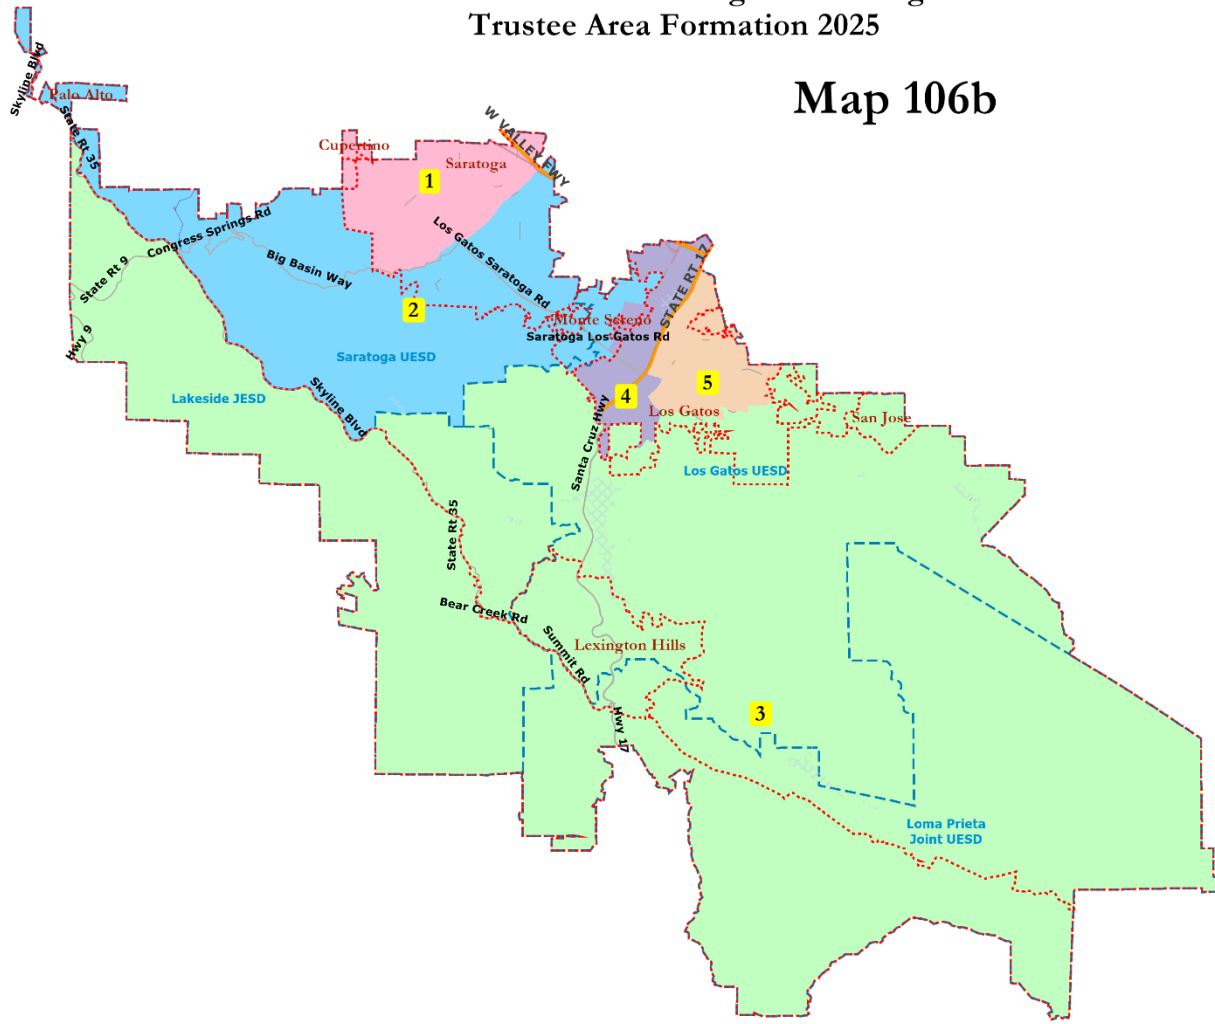 Trustee Area Formation 2025
Map 106b
Skyline Blvd
Palo Alto
State Rt 35
W VALLEY FWY
Cupertino
Saratoga
1
Congress Springs Rd
Los Gatos Saratoga Rd
State Rt 9
Big Basin Way
STATE RT 17
2
Monte Sereno
Saratoga Los Gatos Rd
Hwy 9
Saratoga UESD
Lakeside JESD
Skyline Blvd
4
5
Los Gatos
San Jose
Santa Cruz Hwy
Los Gatos UESD
State Rt 35
Bear Creek Rd
Summit Rd
Lexington Hills
3
Hwy 17
Loma Prieta
Joint UESD